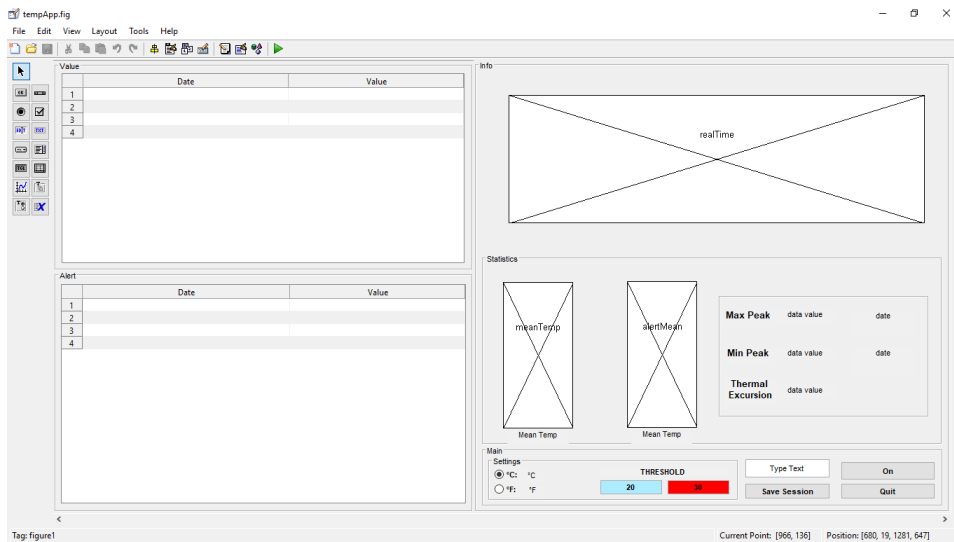 tempApp.fig
File Edit View Layout Tools Help
Value
Date Value
1
2
3
4
Alert
Date Value
1
2
3
4
Info
realTime
Statistics
meanTemp
alertMean
Mean Temp
Mean Temp
Max Peak data value date
Min Peak data value date
Thermal
Excursion data value
Main
Settings
°C: °C
°F: °F
THRESHOLD
20 30
Type Text
Save Session
On
Quit
Tag: figure1
Current Point: [966, 136] Position: [680, 19, 1281, 647]